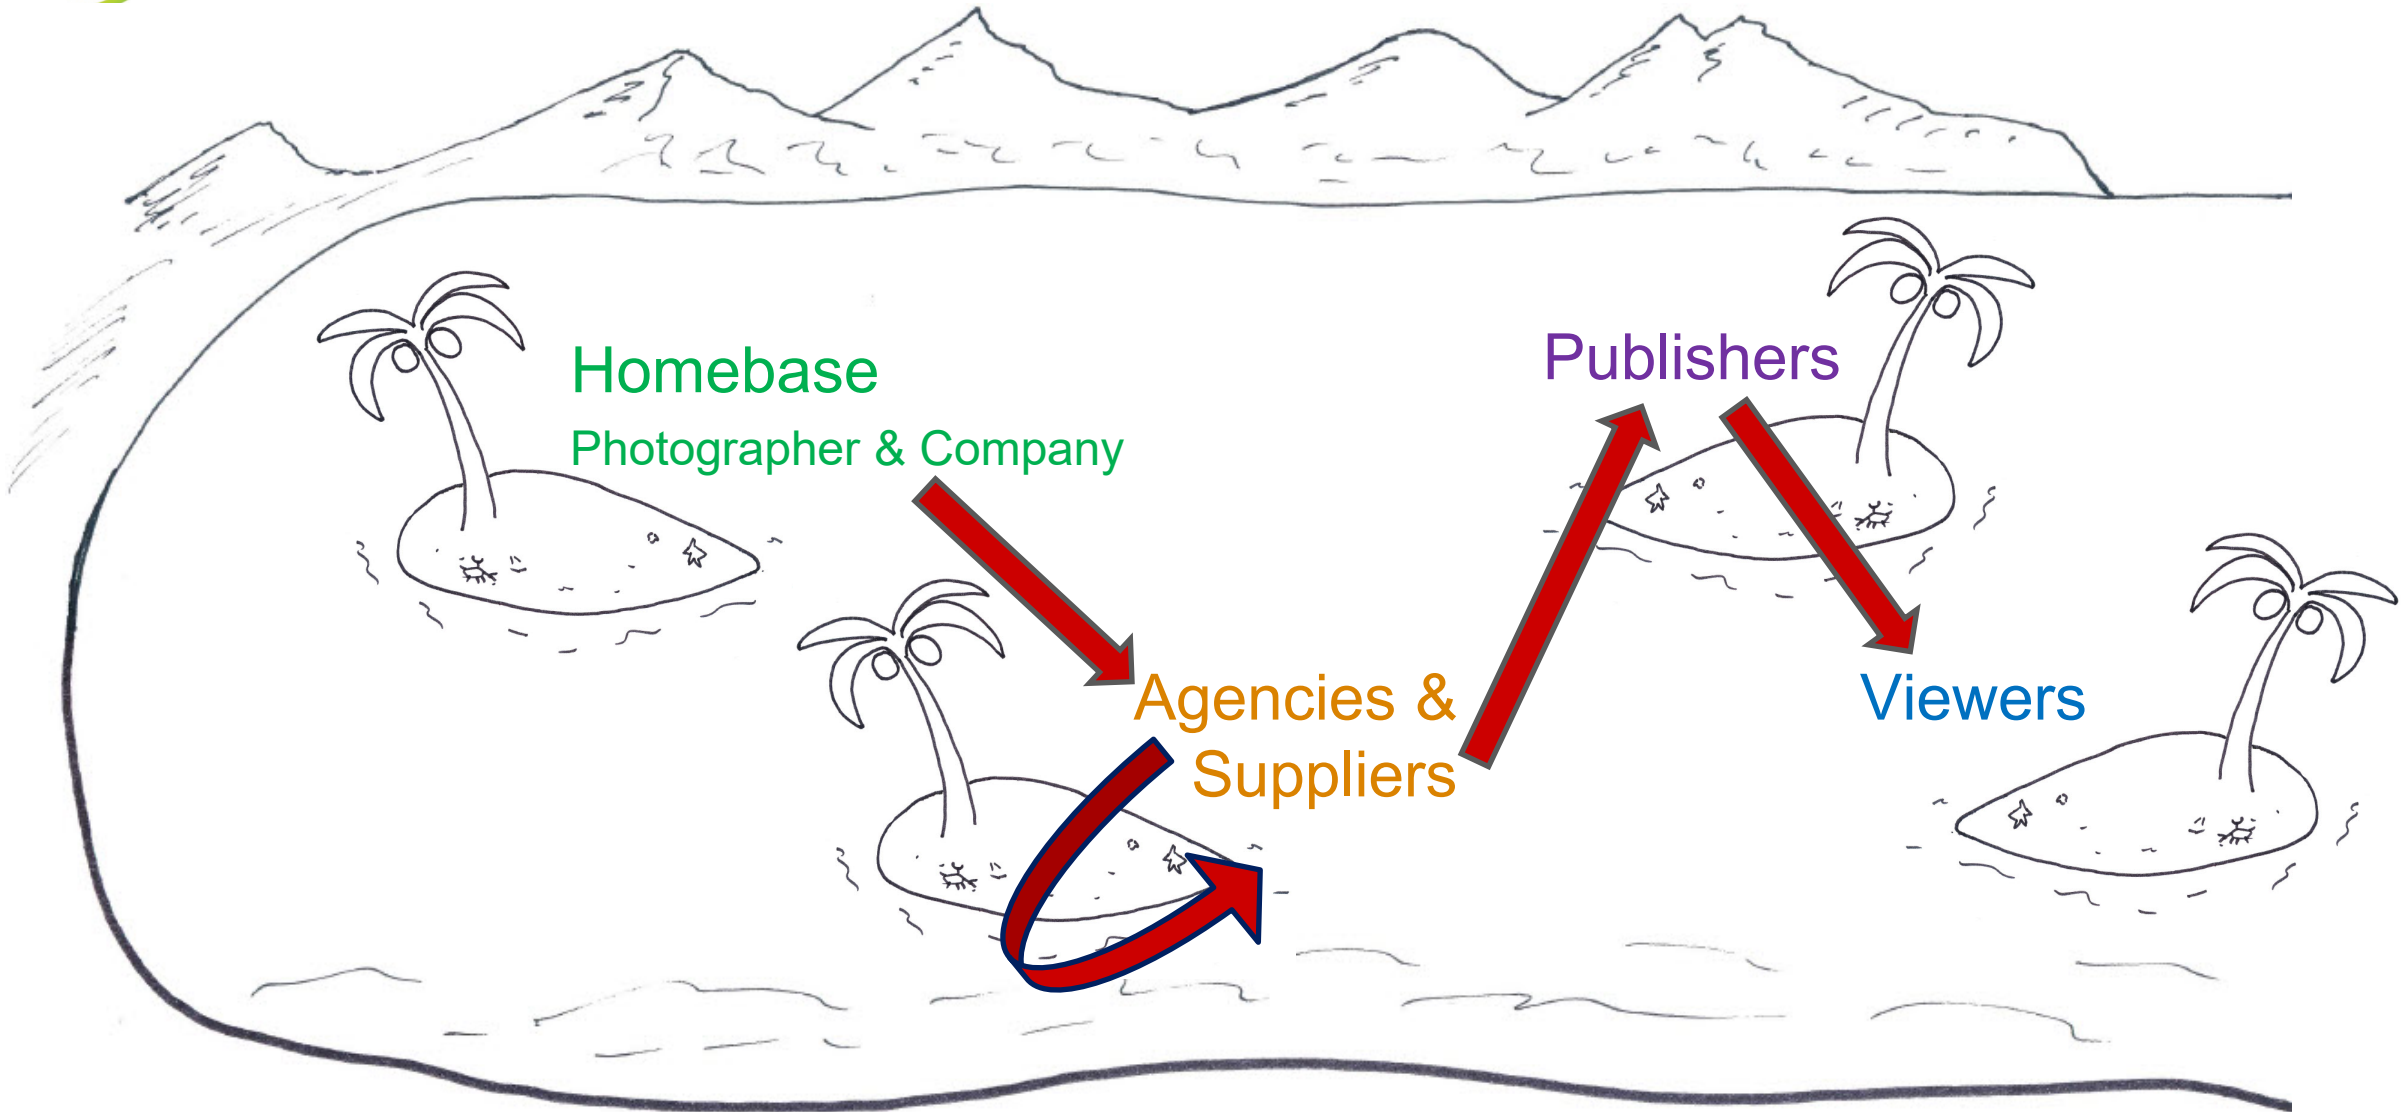 Homebase
Photographer & Company
Publishers
Agencies &
Suppliers
Viewers